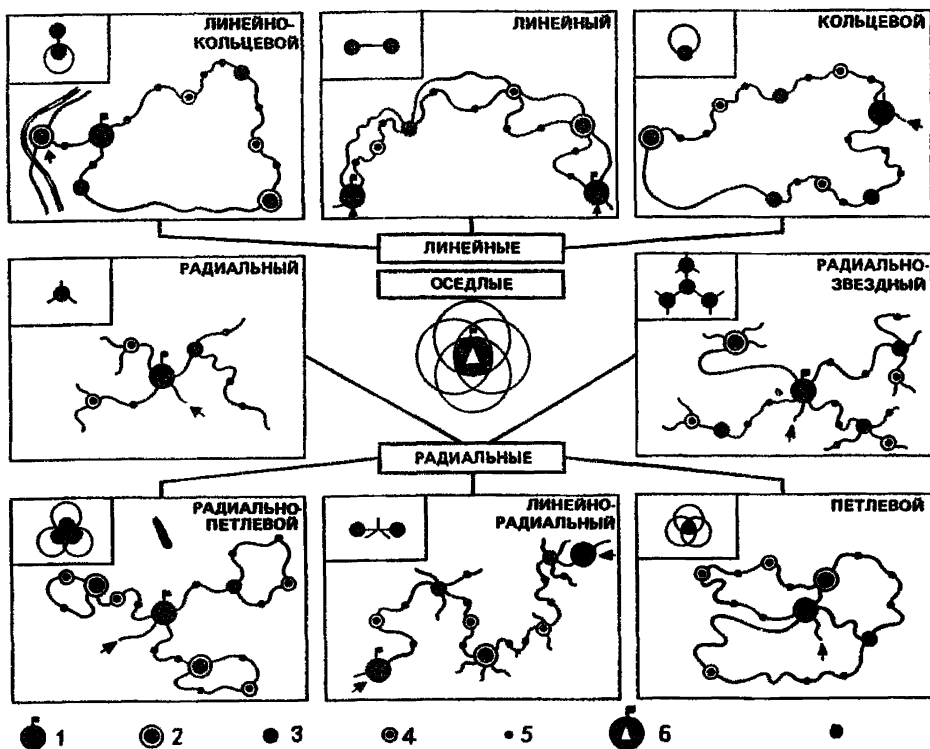 ЛИНЕЙНО-
КОЛЬЦЕВОЙ
ЛИНЕЙНЫЙ
КОЛЬЦЕВОЙ
ЛИНЕЙНЫЕ
ОСЕДЛЫЕ
РАДИАЛЬНЫЙ
РАДИАЛЬНО-
ЗВЕЗДНЫЙ
РАДИАЛЬНЫЕ
РАДИАЛЬНО-
ПЕТЛЕВОЙ
ЛИНЕЙНО-
РАДИАЛЬНЫЙ
ПЕТЛЕВОЙ
1 2 3 4 5 6